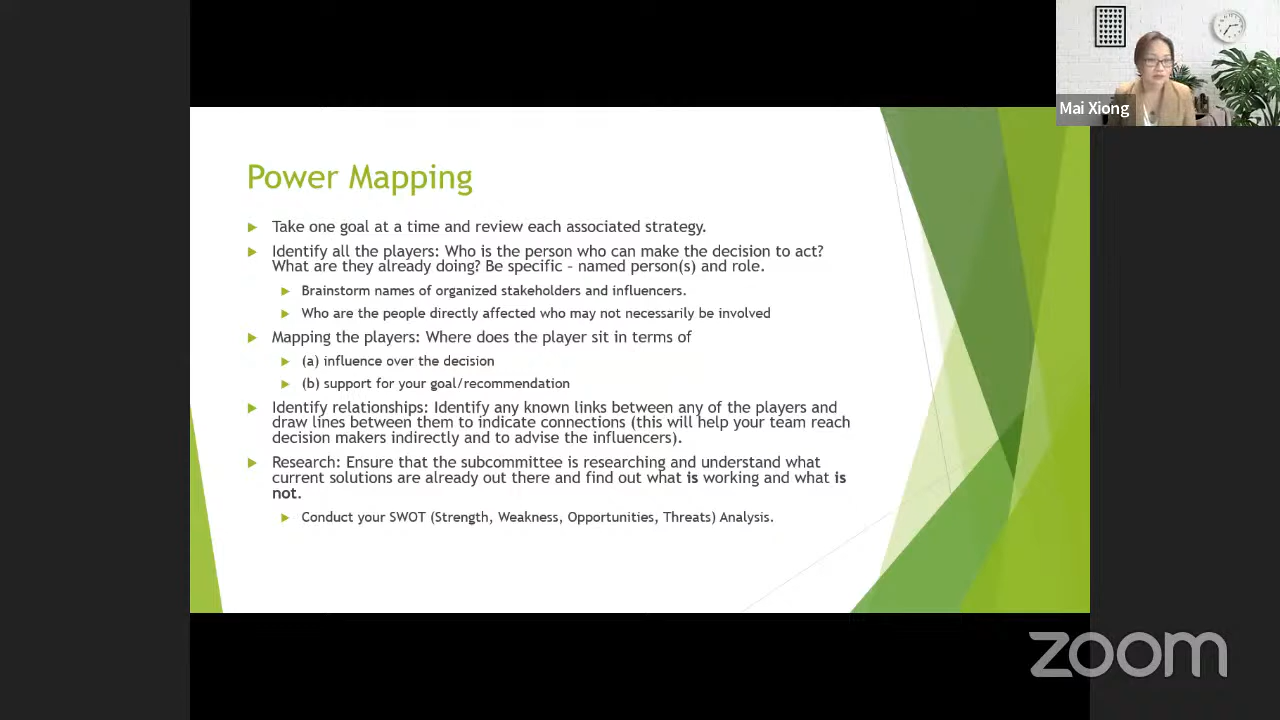 Mai Xiong
Power Mapping
Take one goal at a time and review each associated strategy.
Identify all the players: Who is the person who can make the decision to act?
What are they already doing? Be specific – named person(s) and role.
Brainstorm names of organized stakeholders and influencers.
Who are the people directly affected who may not necessarily be involved
Mapping the players: Where does the player sit in terms of
(a) influence over the decision
(b) support for your goal/recommendation
Identify relationships: Identify any known links between any of the players and
draw lines between them to indicate connections (this will help your team reach
decision makers indirectly and to advise the influencers).
Research: Ensure that the subcommittee is researching and understand what
current solutions are already out there and find out what is working and what is
not.
Conduct your SWOT (Strength, Weakness, Opportunities, Threats) Analysis.
zoom